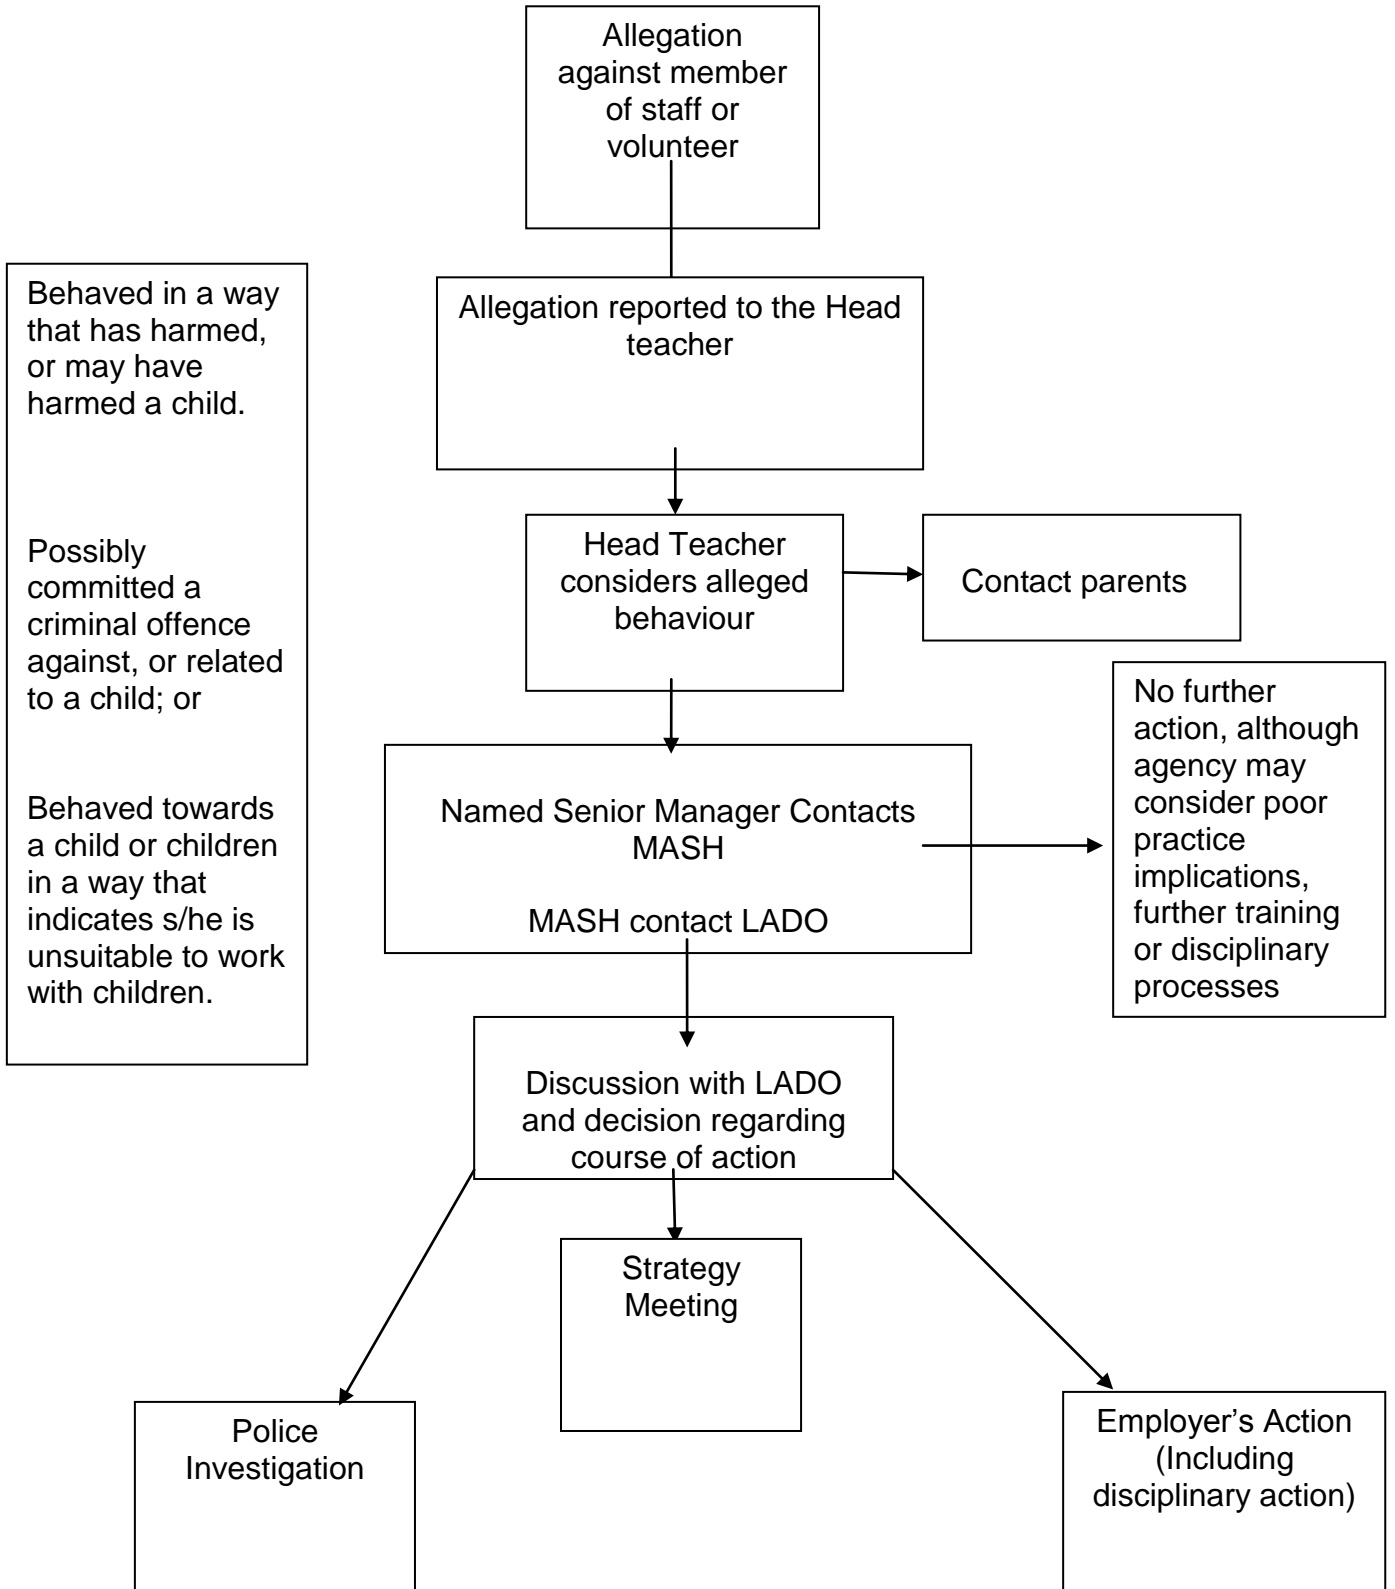 Allegation
against member
of staff or
volunteer
Behaved in a way
that has harmed,
or may have
harmed a child.
Possibly
committed a
criminal offence
against, or related
to a child; or
Behaved towards
a child or children
in a way that
indicates s/he is
unsuitable to work
with children.
Allegation reported to the Head
teacher
Head Teacher
considers alleged
behaviour
Contact parents
Named Senior Manager Contacts
MASH
MASH contact LADO
No further
action, although
agency may
consider poor
practice
implications,
further training
or disciplinary
processes
Discussion with LADO
and decision regarding
course of action
Strategy
Meeting
Police
Investigation
Employer’s Action
(Including
disciplinary action)